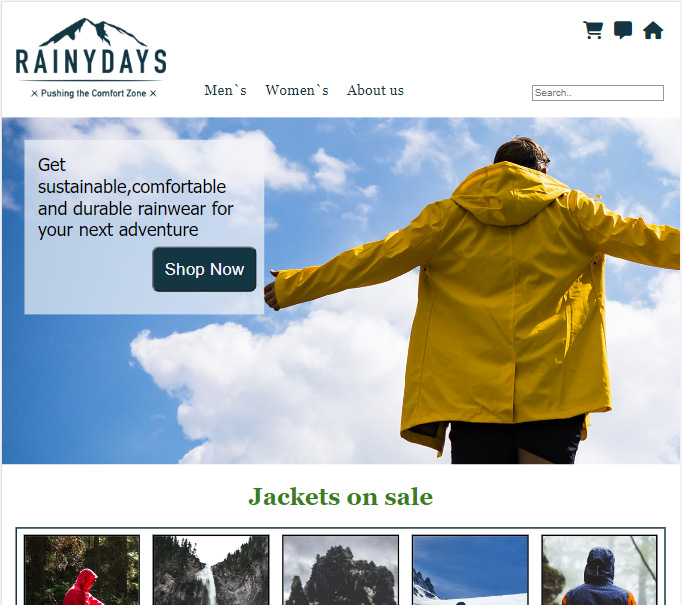 RAINYDAYS
Pushing the Comfort Zone
Men`s Women`s About us
Search..
Get
sustainable,comfortable
and durable rainwear for
your next adventure
Shop Now
Jackets on sale